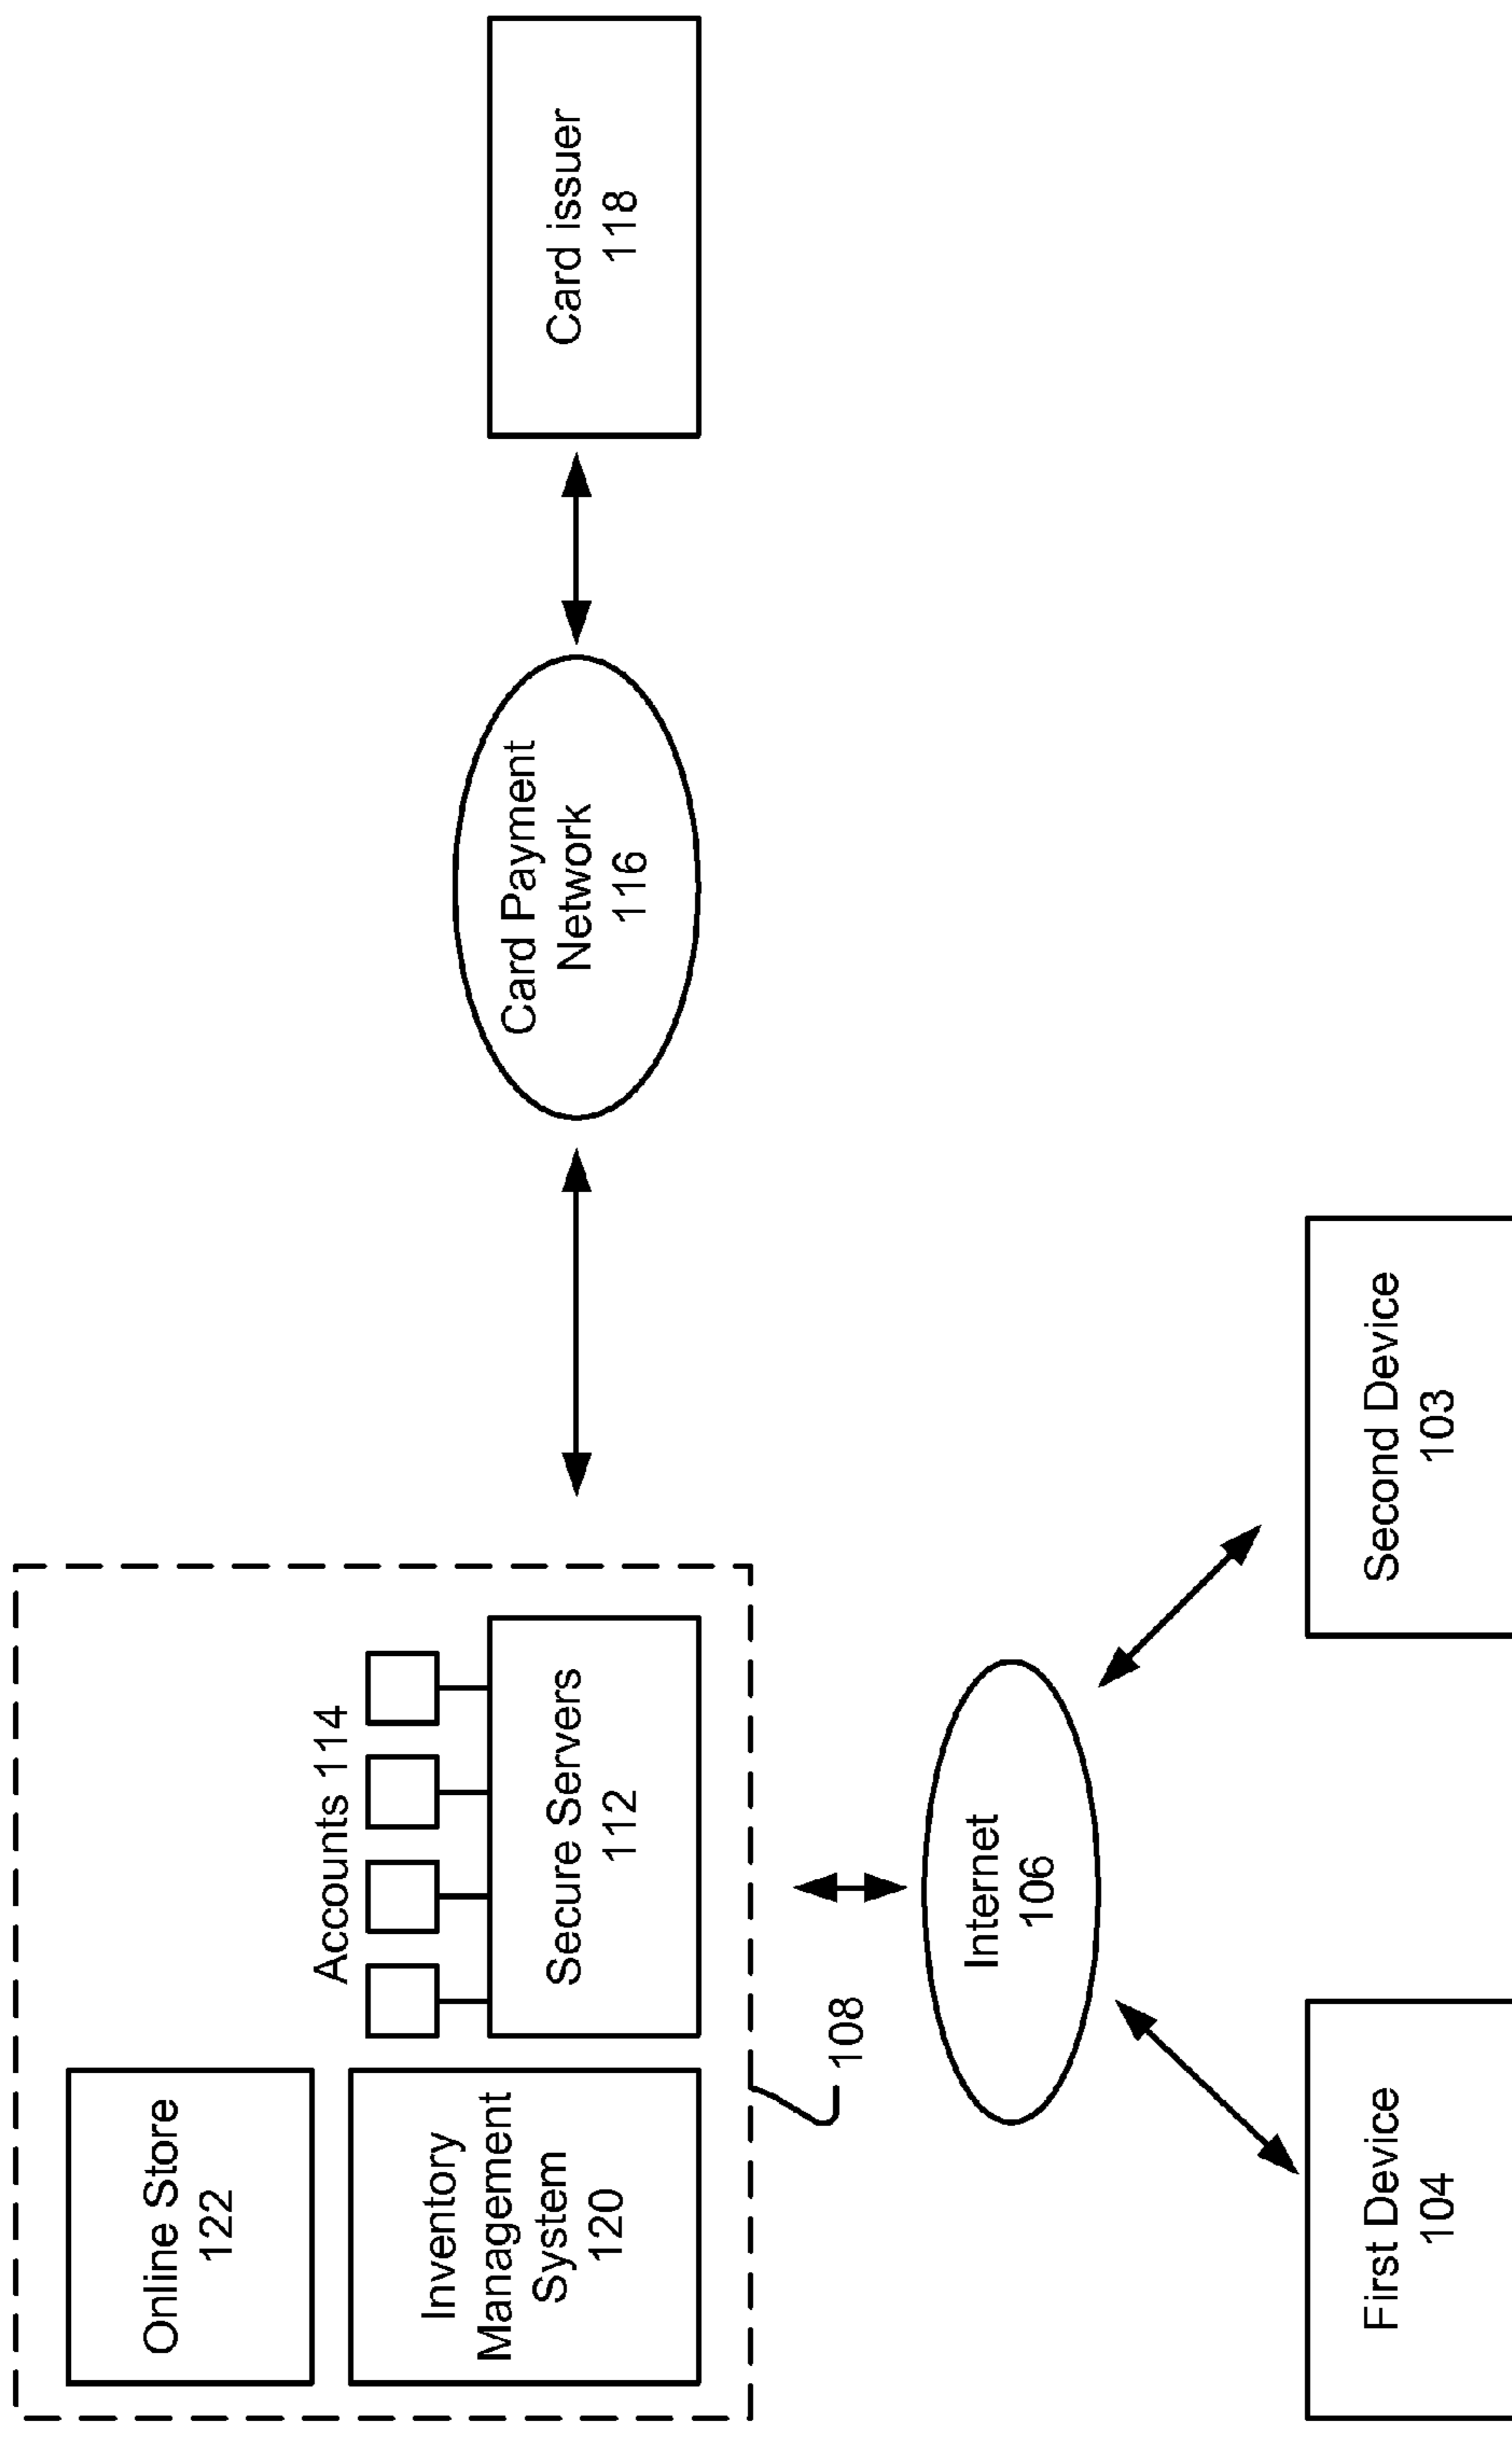 Online Store
122
Accounts 114
Inventory
Management
System
120
Secure Servers
112
Card Payment
Network
116
Card issuer
118
108
Internet
106
First Device
104
Second Device
103